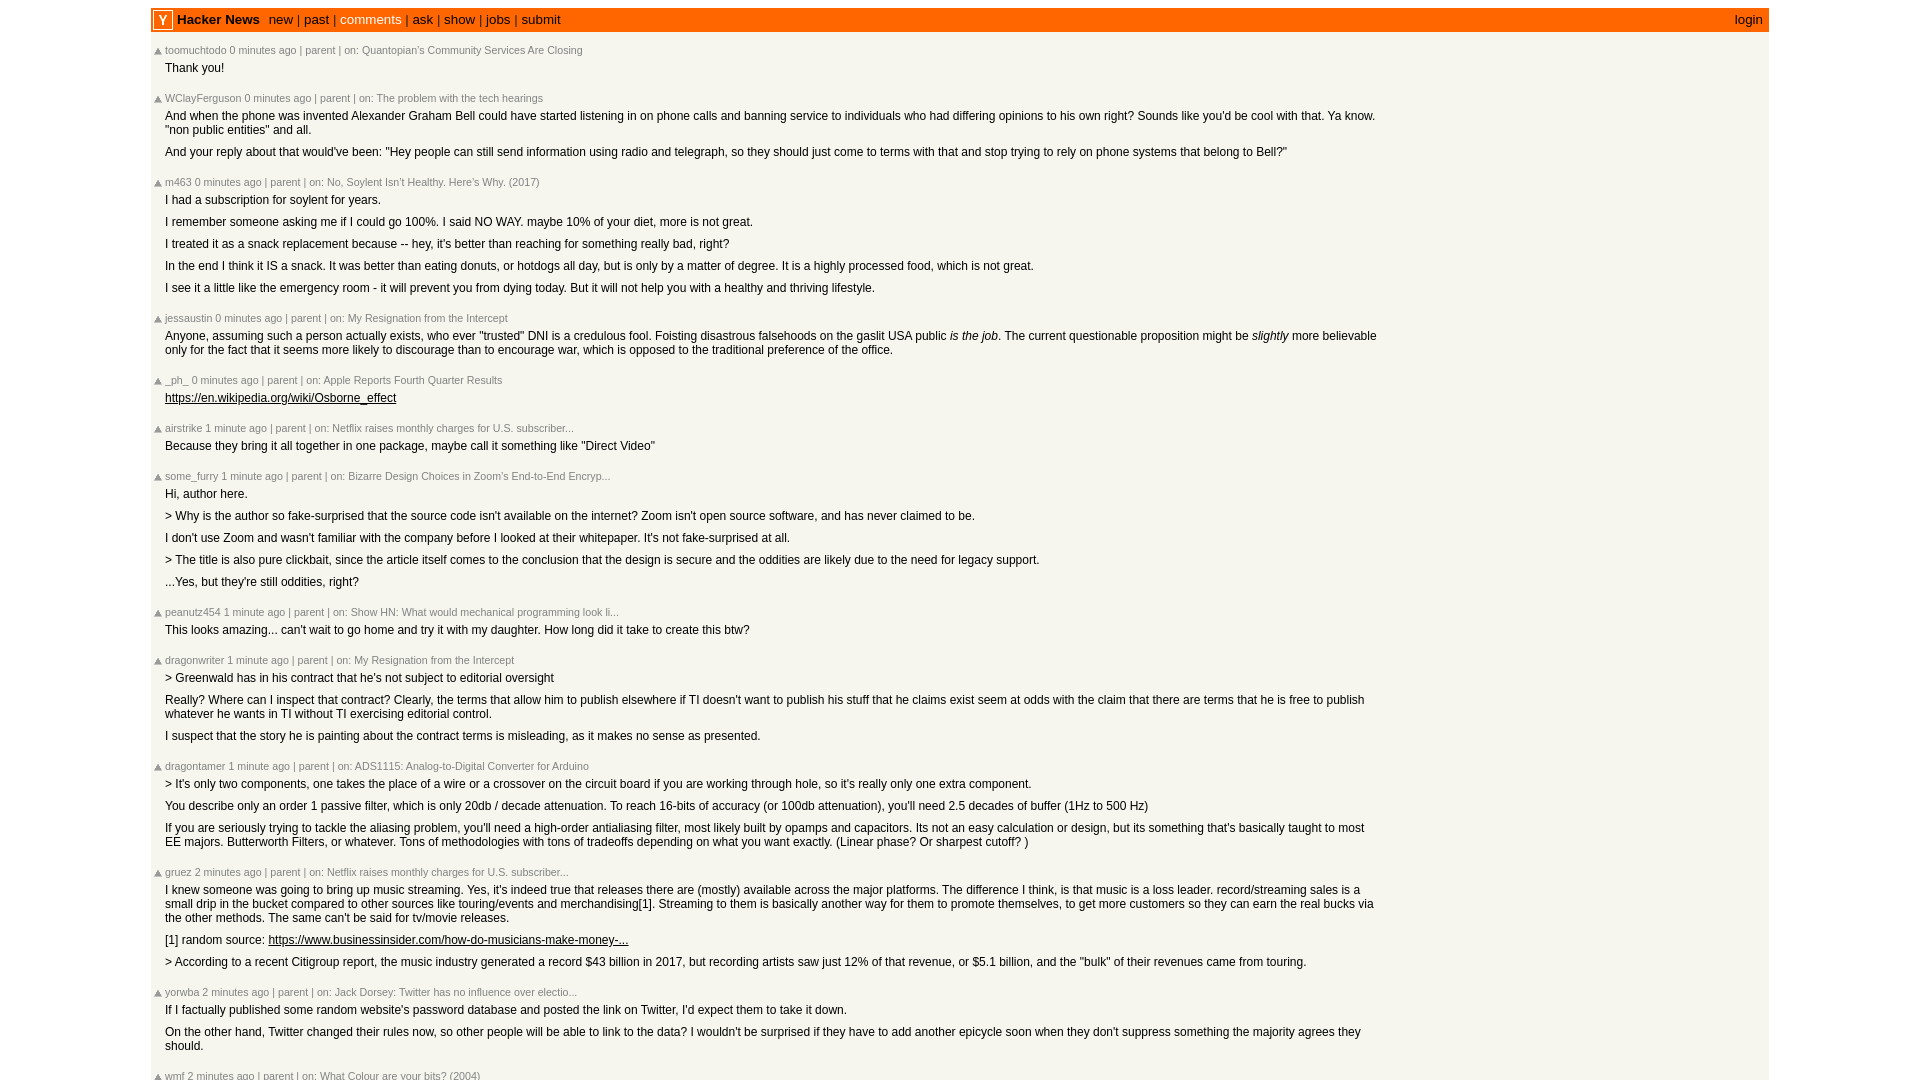 Y Hacker News new | past | comments | ask | show | jobs | submit login
toomuchtodo 0 minutes ago | parent | on: Quantopian's Community Services Are Closing
Thank you!
WClayFerguson 0 minutes ago | parent | on: The problem with the tech hearings
And when the phone was invented Alexander Graham Bell could have started listening in on phone calls and banning service to individuals who had differing opinions to his own right? Sounds like you'd be cool with that. Ya know.
"non public entities" and all.
And your reply about that would've been: "Hey people can still send information using radio and telegraph, so they should just come to terms with that and stop trying to rely on phone systems that belong to Bell?"
m463 0 minutes ago | parent | on: No, Soylent Isn't Healthy. Here's Why. (2017)
I had a subscription for soylent for years.
I remember someone asking me if I could go 100%. I said NO WAY. maybe 10% of your diet, more is not great.
I treated it as a snack replacement because -- hey, it's better than reaching for something really bad, right?
In the end I think it IS a snack. It was better than eating donuts, or hotdogs all day, but is only by a matter of degree. It is a highly processed food, which is not great.
I see it a little like the emergency room - it will prevent you from dying today. But it will not help you with a healthy and thriving lifestyle.
jessaustin 0 minutes ago | parent | on: My Resignation from the Intercept
Anyone, assuming such a person actually exists, who ever "trusted" DNI is a credulous fool. Foisting disastrous falsehoods on the gaslit USA public is the job. The current questionable proposition might be slightly more believable
only for the fact that it seems more likely to discourage than to encourage war, which is opposed to the traditional preference of the office.
_ph_ 0 minutes ago | parent | on: Apple Reports Fourth Quarter Results
https://en.wikipedia.org/wiki/Osborne_effect
airstrike 1 minute ago | parent | on: Netflix raises monthly charges for U.S. subscriber...
Because they bring it all together in one package, maybe call it something like "Direct Video"
some_furry 1 minute ago | parent | on: Bizarre Design Choices in Zoom's End-to-End Encryp...
Hi, author here.
> Why is the author so fake-surprised that the source code isn't available on the internet? Zoom isn't open source software, and has never claimed to be.
I don't use Zoom and wasn't familiar with the company before I looked at their whitepaper. It's not fake-surprised at all.
> The title is also pure clickbait, since the article itself comes to the conclusion that the design is secure and the oddities are likely due to the need for legacy support.
...Yes, but they're still oddities, right?
peanutz454 1 minute ago | parent | on: Show HN: What would mechanical programming look li...
This looks amazing... can't wait to go home and try it with my daughter. How long did it take to create this btw?
dragonwriter 1 minute ago | parent | on: My Resignation from the Intercept
> Greenwald has in his contract that he's not subject to editorial oversight
Really? Where can I inspect that contract? Clearly, the terms that allow him to publish elsewhere if TI doesn't want to publish his stuff that he claims exist seem at odds with the claim that there are terms that he is free to publish
whatever he wants in TI without TI exercising editorial control.
I suspect that the story he is painting about the contract terms is misleading, as it makes no sense as presented.
dragontamer 1 minute ago | parent | on: ADS1115: Analog-to-Digital Converter for Arduino
> It's only two components, one takes the place of a wire or a crossover on the circuit board if you are working through hole, so it's really only one extra component.
You describe only an order 1 passive filter, which is only 20db / decade attenuation. To reach 16-bits of accuracy (or 100db attenuation), you'll need 2.5 decades of buffer (1Hz to 500 Hz)
If you are seriously trying to tackle the aliasing problem, you'll need a high-order antialiasing filter, most likely built by opamps and capacitors. Its not an easy calculation or design, but its something that's basically taught to most
EE majors. Butterworth Filters, or whatever. Tons of methodologies with tons of tradeoffs depending on what you want exactly. (Linear phase? Or sharpest cutoff? )
gruez 2 minutes ago | parent | on: Netflix raises monthly charges for U.S. subscriber...
I knew someone was going to bring up music streaming. Yes, it's indeed true that releases there are (mostly) available across the major platforms. The difference I think, is that music is a loss leader. record/streaming sales is a
small drip in the bucket compared to other sources like touring/events and merchandising[1]. Streaming to them is basically another way for them to promote themselves, to get more customers so they can earn the real bucks via
the other methods. The same can't be said for tv/movie releases.
[1] random source: https://www.businessinsider.com/how-do-musicians-make-money-...
> According to a recent Citigroup report, the music industry generated a record $43 billion in 2017, but recording artists saw just 12% of that revenue, or $5.1 billion, and the "bulk" of their revenues came from touring.
yorwba 2 minutes ago | parent | on: Jack Dorsey: Twitter has no influence over electio...
If I factually published some random website's password database and posted the link on Twitter, I'd expect them to take it down.
On the other hand, Twitter changed their rules now, so other people will be able to link to the data? I wouldn't be surprised if they have to add another epicycle soon when they don't suppress something the majority agrees they
should.
wmf 2 minutes ago | parent | on: What Colour are your bits? (2004)